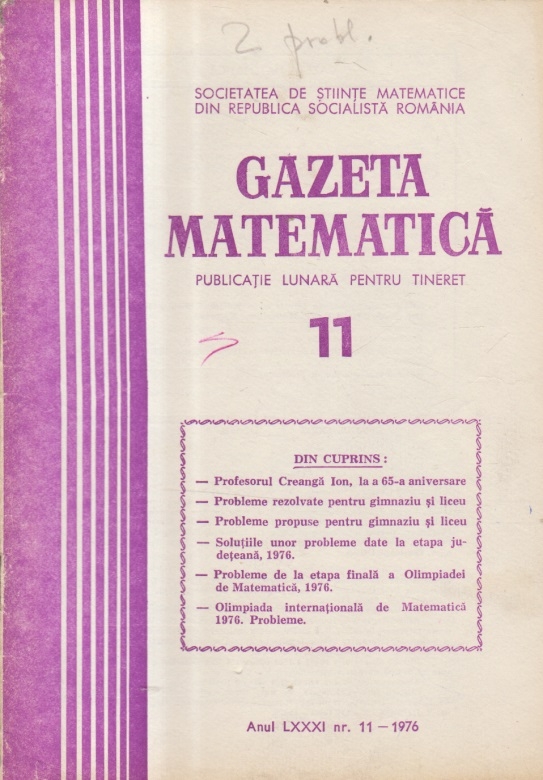 2 probl.
SOCIETATEA DE ȘTIINȚE MATEMATICE
DIN REPUBLICA SOCIALISTĂ ROMÂNIA
GAZETA
MATEMATICĂ
PUBLICAȚIE LUNARĂ PENTRU TINERET
11
DIN CUPRINS :
— Profesorul Creangă Ion, la a 65-a aniversare
— Probleme rezolvate pentru gimnaziu și liceu
— Probleme propuse pentru gimnaziu și liceu
— Soluțiile unor probleme date la etapa ju-
dețeană, 1976.
— Probleme de la etapa finală a Olimpiadei
de Matematică, 1976.
— Olimpiada internațională de Matematică
1976. Probleme.
Anul LXXXI nr. 11 — 1976